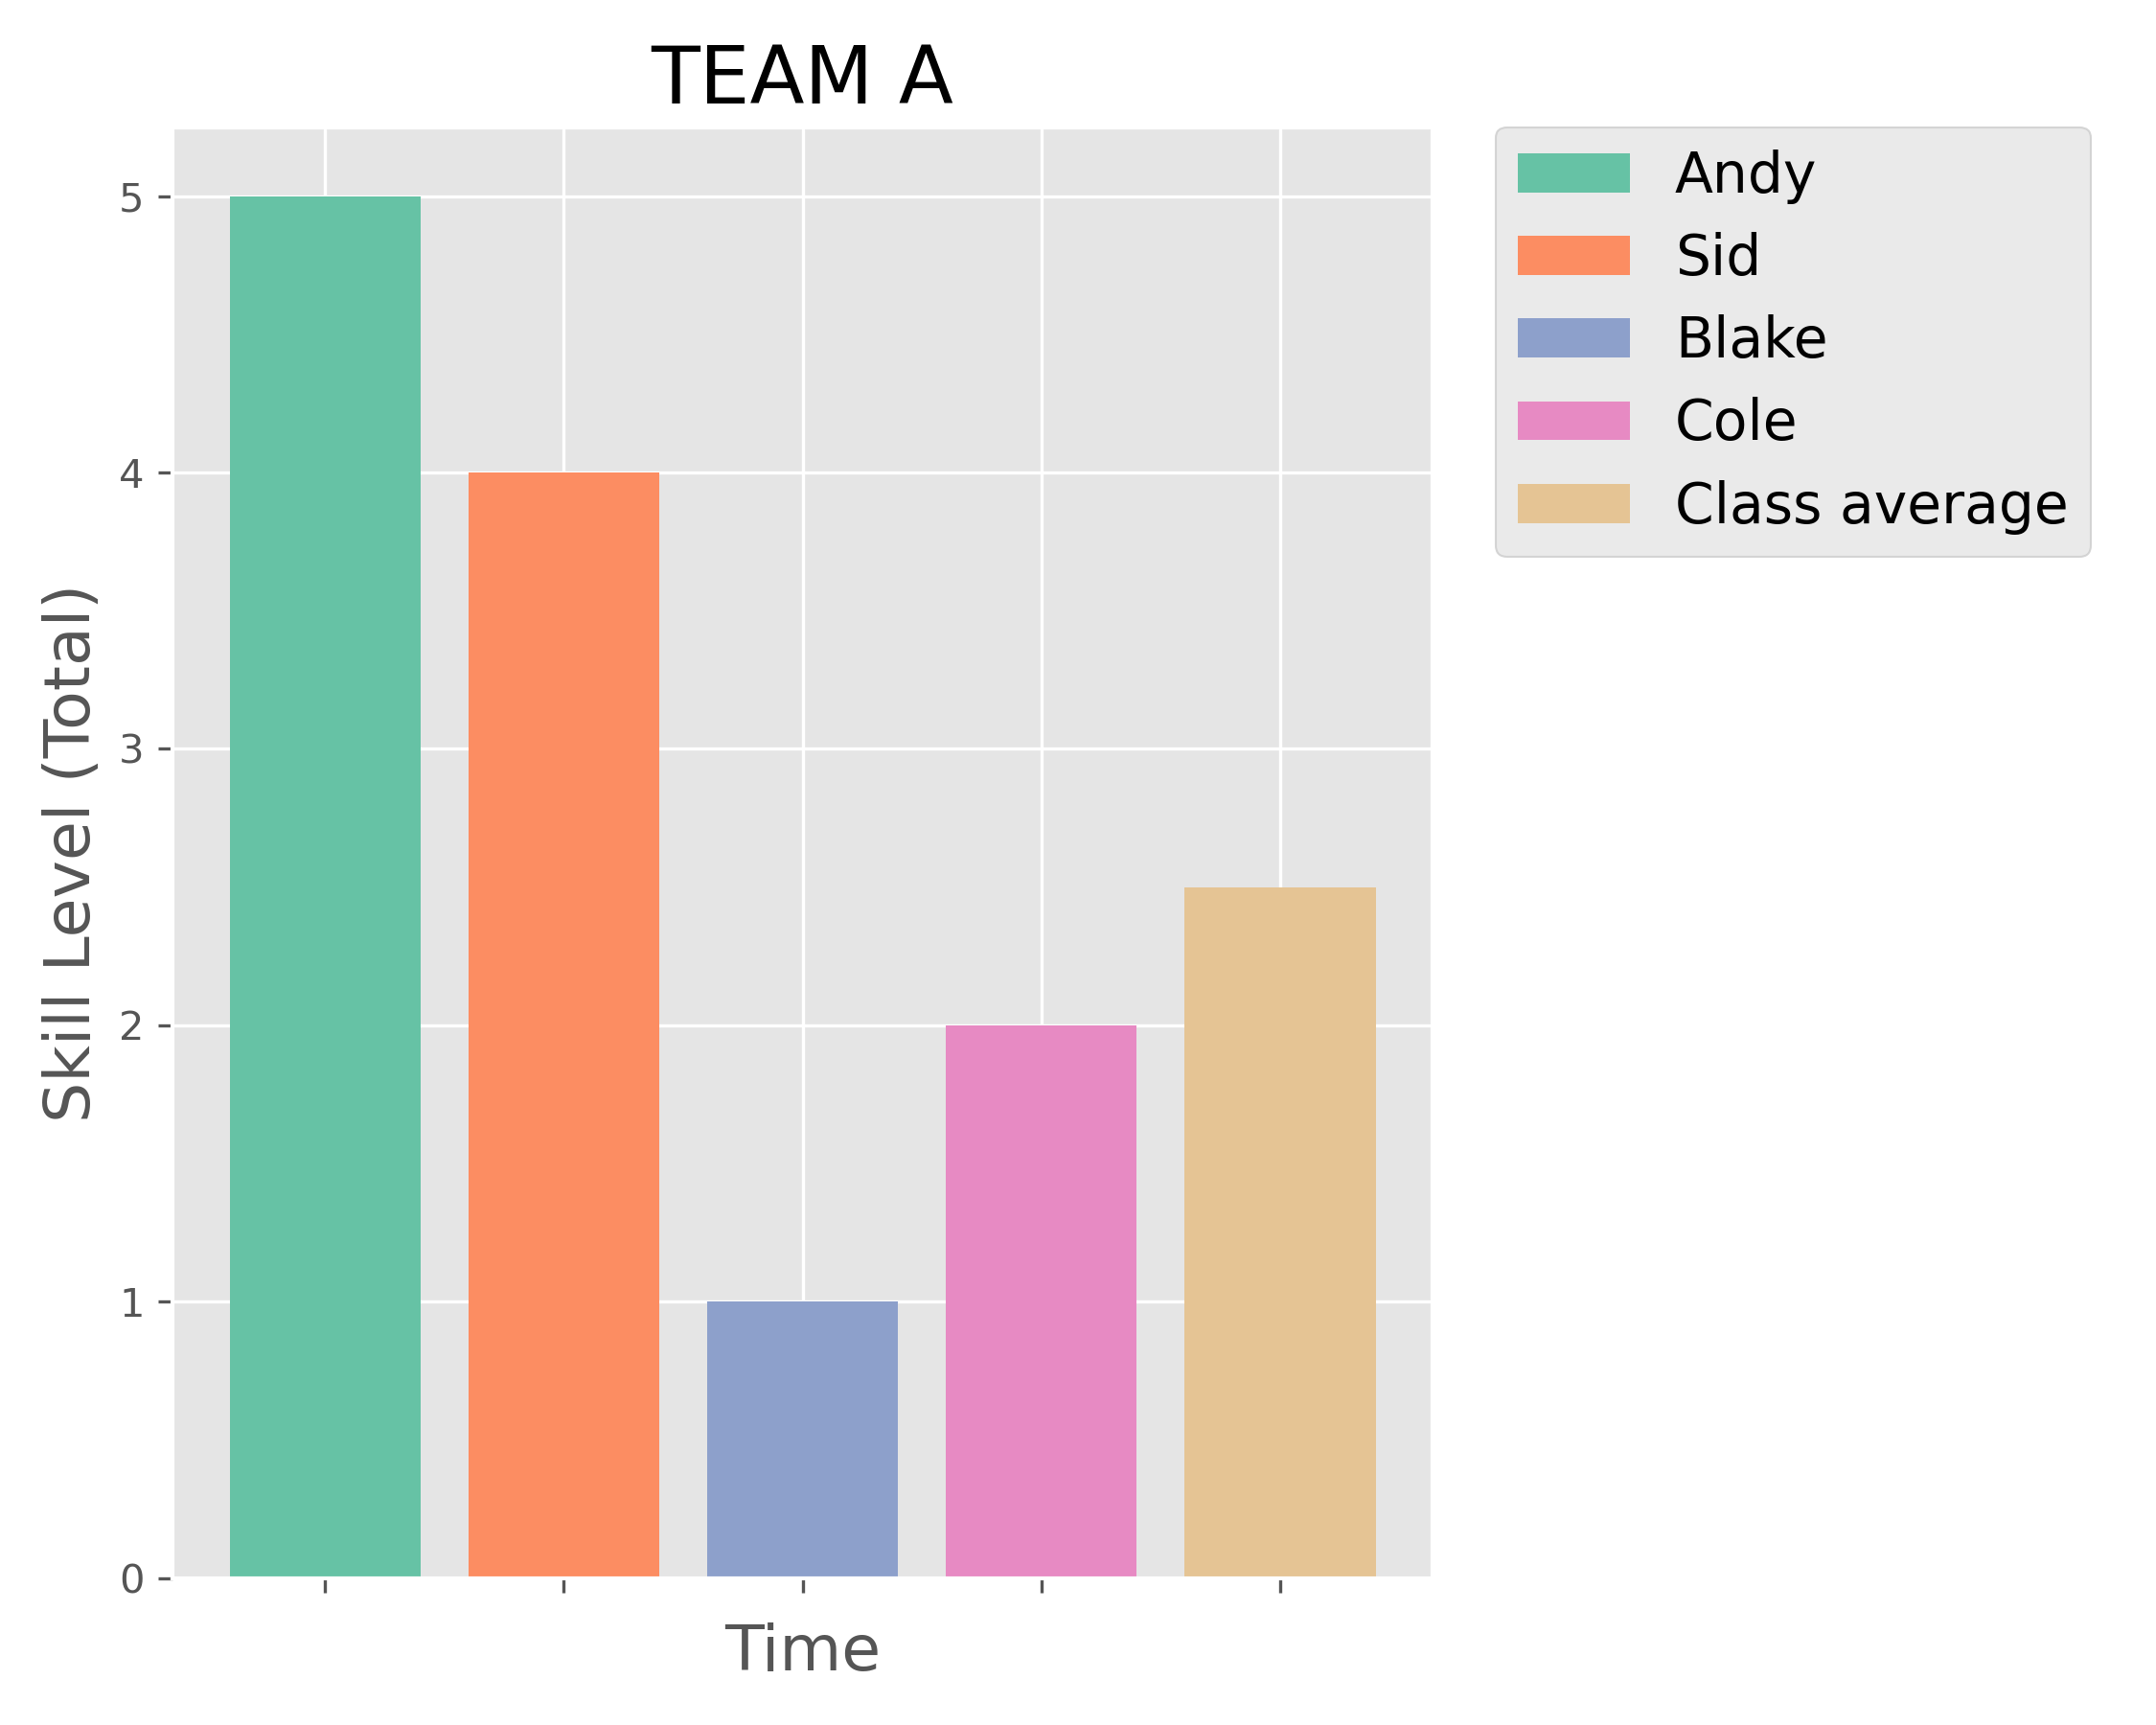 TEAM A
Skill Level (Total)
5
4
3
2
1
0
Time
Andy
Sid
Blake
Cole
Class average